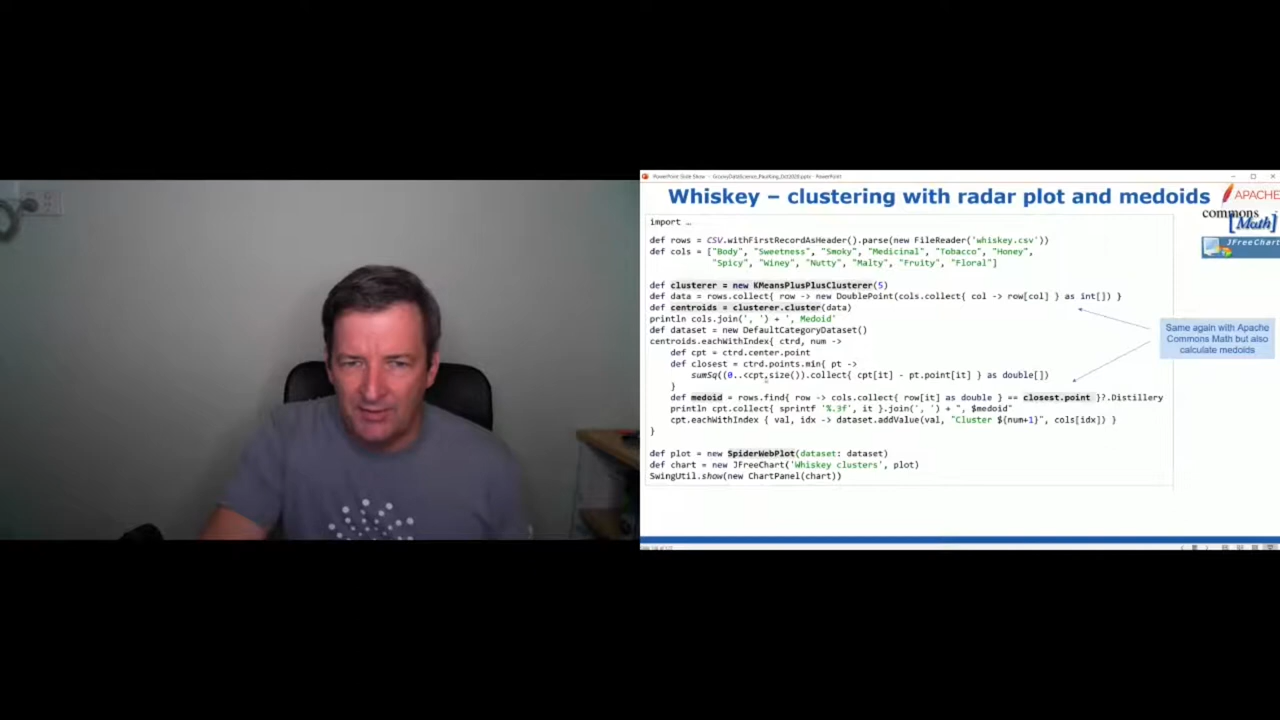 PowerPoint Slide Show - GroovyDataScience_PaulKing_Oct2020.pptx - PowerPoint
Whiskey – clustering with radar plot and medoids
APACHE
commons
Math
JFreeChart
import …
def rows = CSV.withFirstRecordAsHeader().parse(new FileReader('whiskey.csv'))
def cols = ["Body", "Sweetness", "Smoky", "Medicinal", "Tobacco", "Honey",
"Spicy", "Winey", "Nutty", "Malty", "Fruity", "Floral"]
def clusterer = new KMeansPlusPlusClusterer(5)
def data = rows.collect{ row -> new DoublePoint(cols.collect{ col -> row[col] } as int[]) }
def centroids = clusterer.cluster(data)
println cols.join(', ') + ', Medoid'
def dataset = new DefaultCategoryDataset()
centroids.eachWithIndex{ ctrd, num ->
def cpt = ctrd.center.point
def closest = ctrd.points.min{ pt ->
sumSq((0..<cpt.size()).collect{ cpt[it] - pt.point[it] } as double[])
}
def medoid = rows.find{ row -> cols.collect{ row[it] as double } == closest.point }?.Distillery
println cpt.collect{ sprintf '%.3f', it }.join(', ') + ", $medoid"
cpt.eachWithIndex { val, idx -> dataset.addValue(val, "Cluster ${num+1}", cols[idx]) }
}
def plot = new SpiderWebPlot(dataset: dataset)
def chart = new JFreeChart('Whiskey clusters', plot)
SwingUtil.show(new ChartPanel(chart))
Same again with Apache
Commons Math but also
calculate medoids